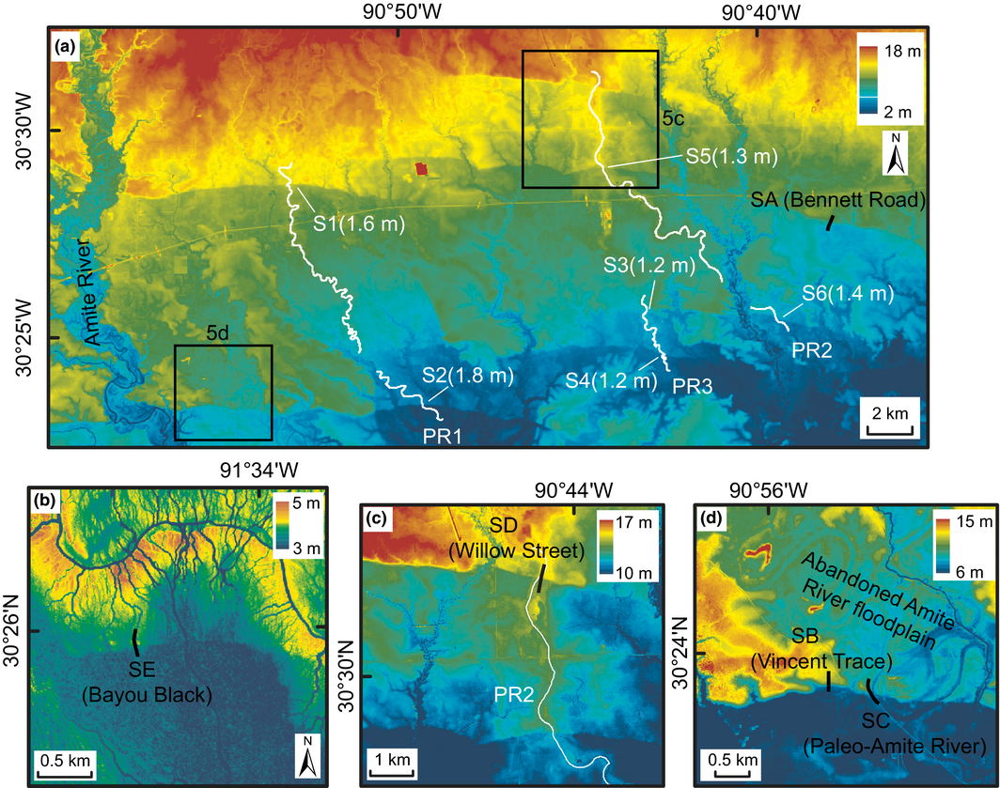 90°50'W
90°40'W
(a)
18 m
2 m
30°30'W
5c
N
S5(1.3 m)
SA (Bennett Road)
S1(1.6 m)
Amite River
S3(1.2 m)
S6(1.4 m)
30°25'W
5d
PR2
S2(1.8 m)
S4(1.2 m)
PR3
PR1
2 km
91°34'W
90°44'W
90°56'W
(b)
5 m
3 m
30°26'N
SE
(Bayou Black)
0.5 km
N
(c)
SD
(Willow Street)
17 m
10 m
30°30'N
PR2
1 km
(d)
15 m
6 m
Abandoned Amite
River floodplain
30°24'N
SB
(Vincent Trace)
SC
(Paleo-Amite River)
0.5 km